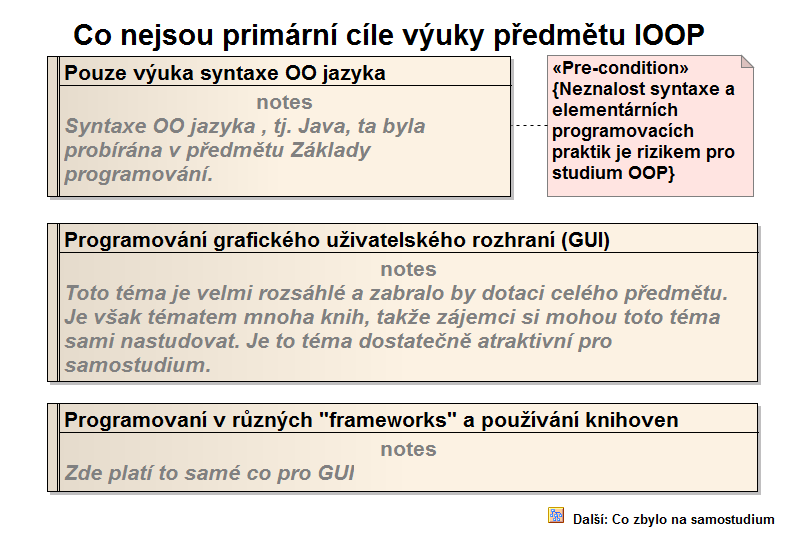 Co nejsou primární cíle výuky předmětu IOOP
Pouze výuka syntaxe OO jazyka
notes
Syntaxe OO jazyka , tj. Java, ta byla
probírána v předmětu Základy
programování.
«Pre-condition»
{Neznalost syntaxe a
elementárních
programovacích
praktik je rizikem pro
studium OOP}
Programování grafického uživatelského rozhraní (GUI)
notes
Toto téma je velmi rozsáhlé a zabralo by dotaci celého předmětu.
Je však tématem mnoha knih, takže zájemci si mohou toto téma
sami nastudovat. Je to téma dostatečně atraktivní pro
samostudium.
Programovaní v různých "frameworks" a používání knihoven
notes
Zde platí to samé co pro GUI
Další: Co zbylo na samostudium